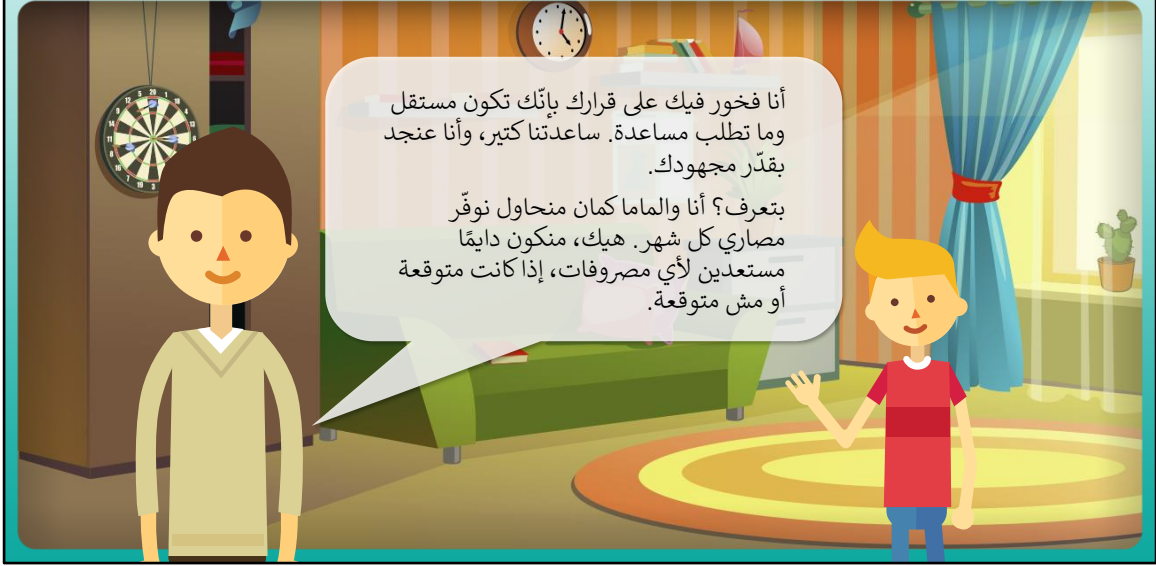 أنا فخور فيك على قرارك بإنّك تكون مستقل
وما تطلب مساعدة. ساعدتنا كتير، وأنا عنجد
بقدّر مجهودك.
بتعرف؟ أنا والماما كمان منحاول نوفّر
مصاري كل شهر. هيك، منكون دايمًا
مستعدين لأي مصروفات، إذا كانت متوقعة
أو مش متوقعة.